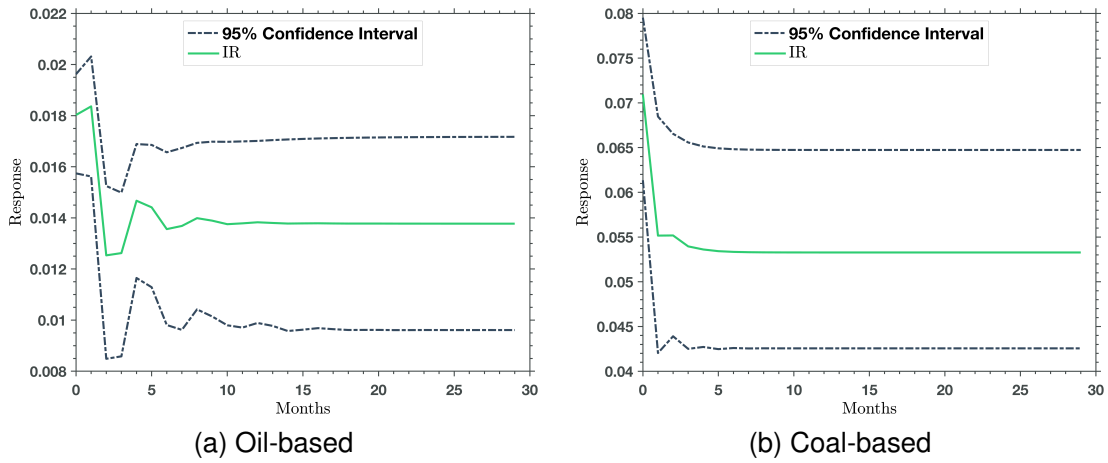 0.022
0.02
0.018
0.016
0.014
0.012
0.01
0.008
Response
0 5 10 15 20 25 30
Months
95% Confidence Interval
IR
(a) Oil-based
0.08
0.075
0.07
0.065
0.06
0.055
0.05
0.045
0.04
Response
0 5 10 15 20 25 30
Months
95% Confidence Interval
IR
(b) Coal-based